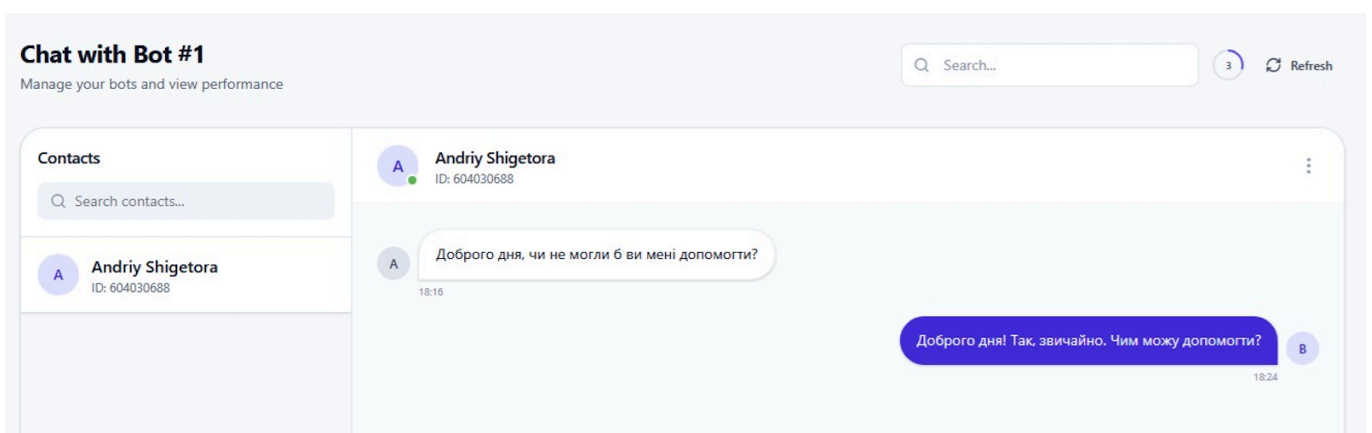 Chat with Bot #1
Manage your bots and view performance
Search...
3
Refresh
Contacts
Search contacts...
A
Andriy Shigetora
ID: 604030688
A
Andriy Shigetora
ID: 604030688
A
Доброго дня, чи не могли б ви мені допомогти?
18:16
Доброго дня! Так, звичайно. Чим можу допомогти?
B
18:24